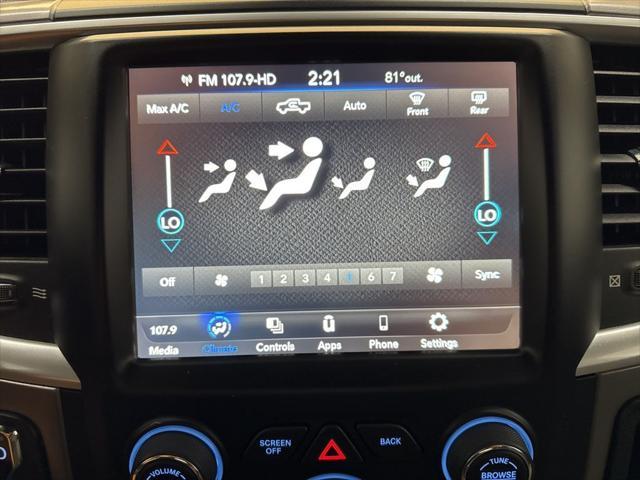 FM 107.9-HD 2:21 81°out.
Max A/C A/C Auto Front Rear
LO LO
Off 1 2 3 4 6 7 Sync
107.9
Media Climate Controls Apps Phone Settings
SCREEN OFF BACK
VOLUME TUNE
BROWSE